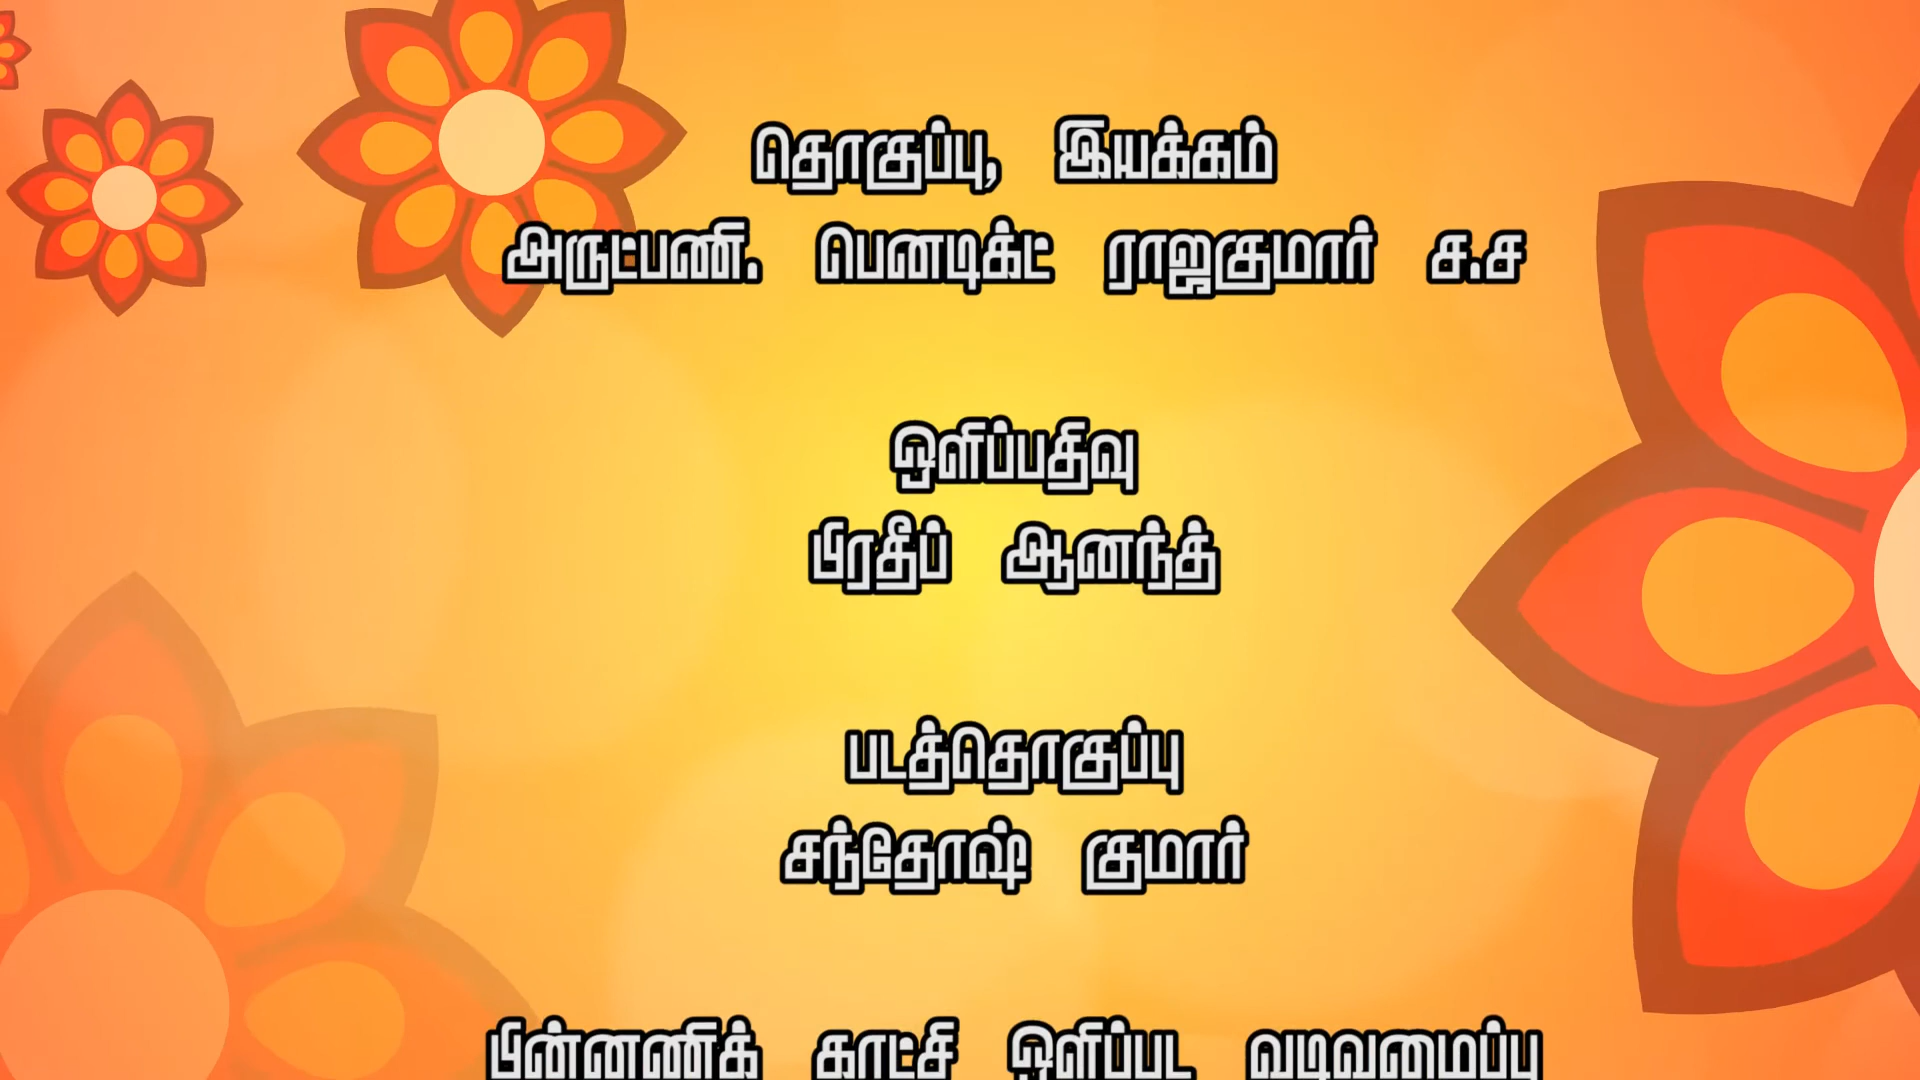 தொகுப்பு, இயக்கம்
அருட்பணி. பெனடிக்ட் ராஜகுமார் ச.ச
ஒளிப்பதிவு
பிரதீப் ஆனந்த்
படத்தொகுப்பு
சந்தோஷ் குமார்
பின்னணிக் காட்சி ஒளிப்பட வடிவமைப்பு